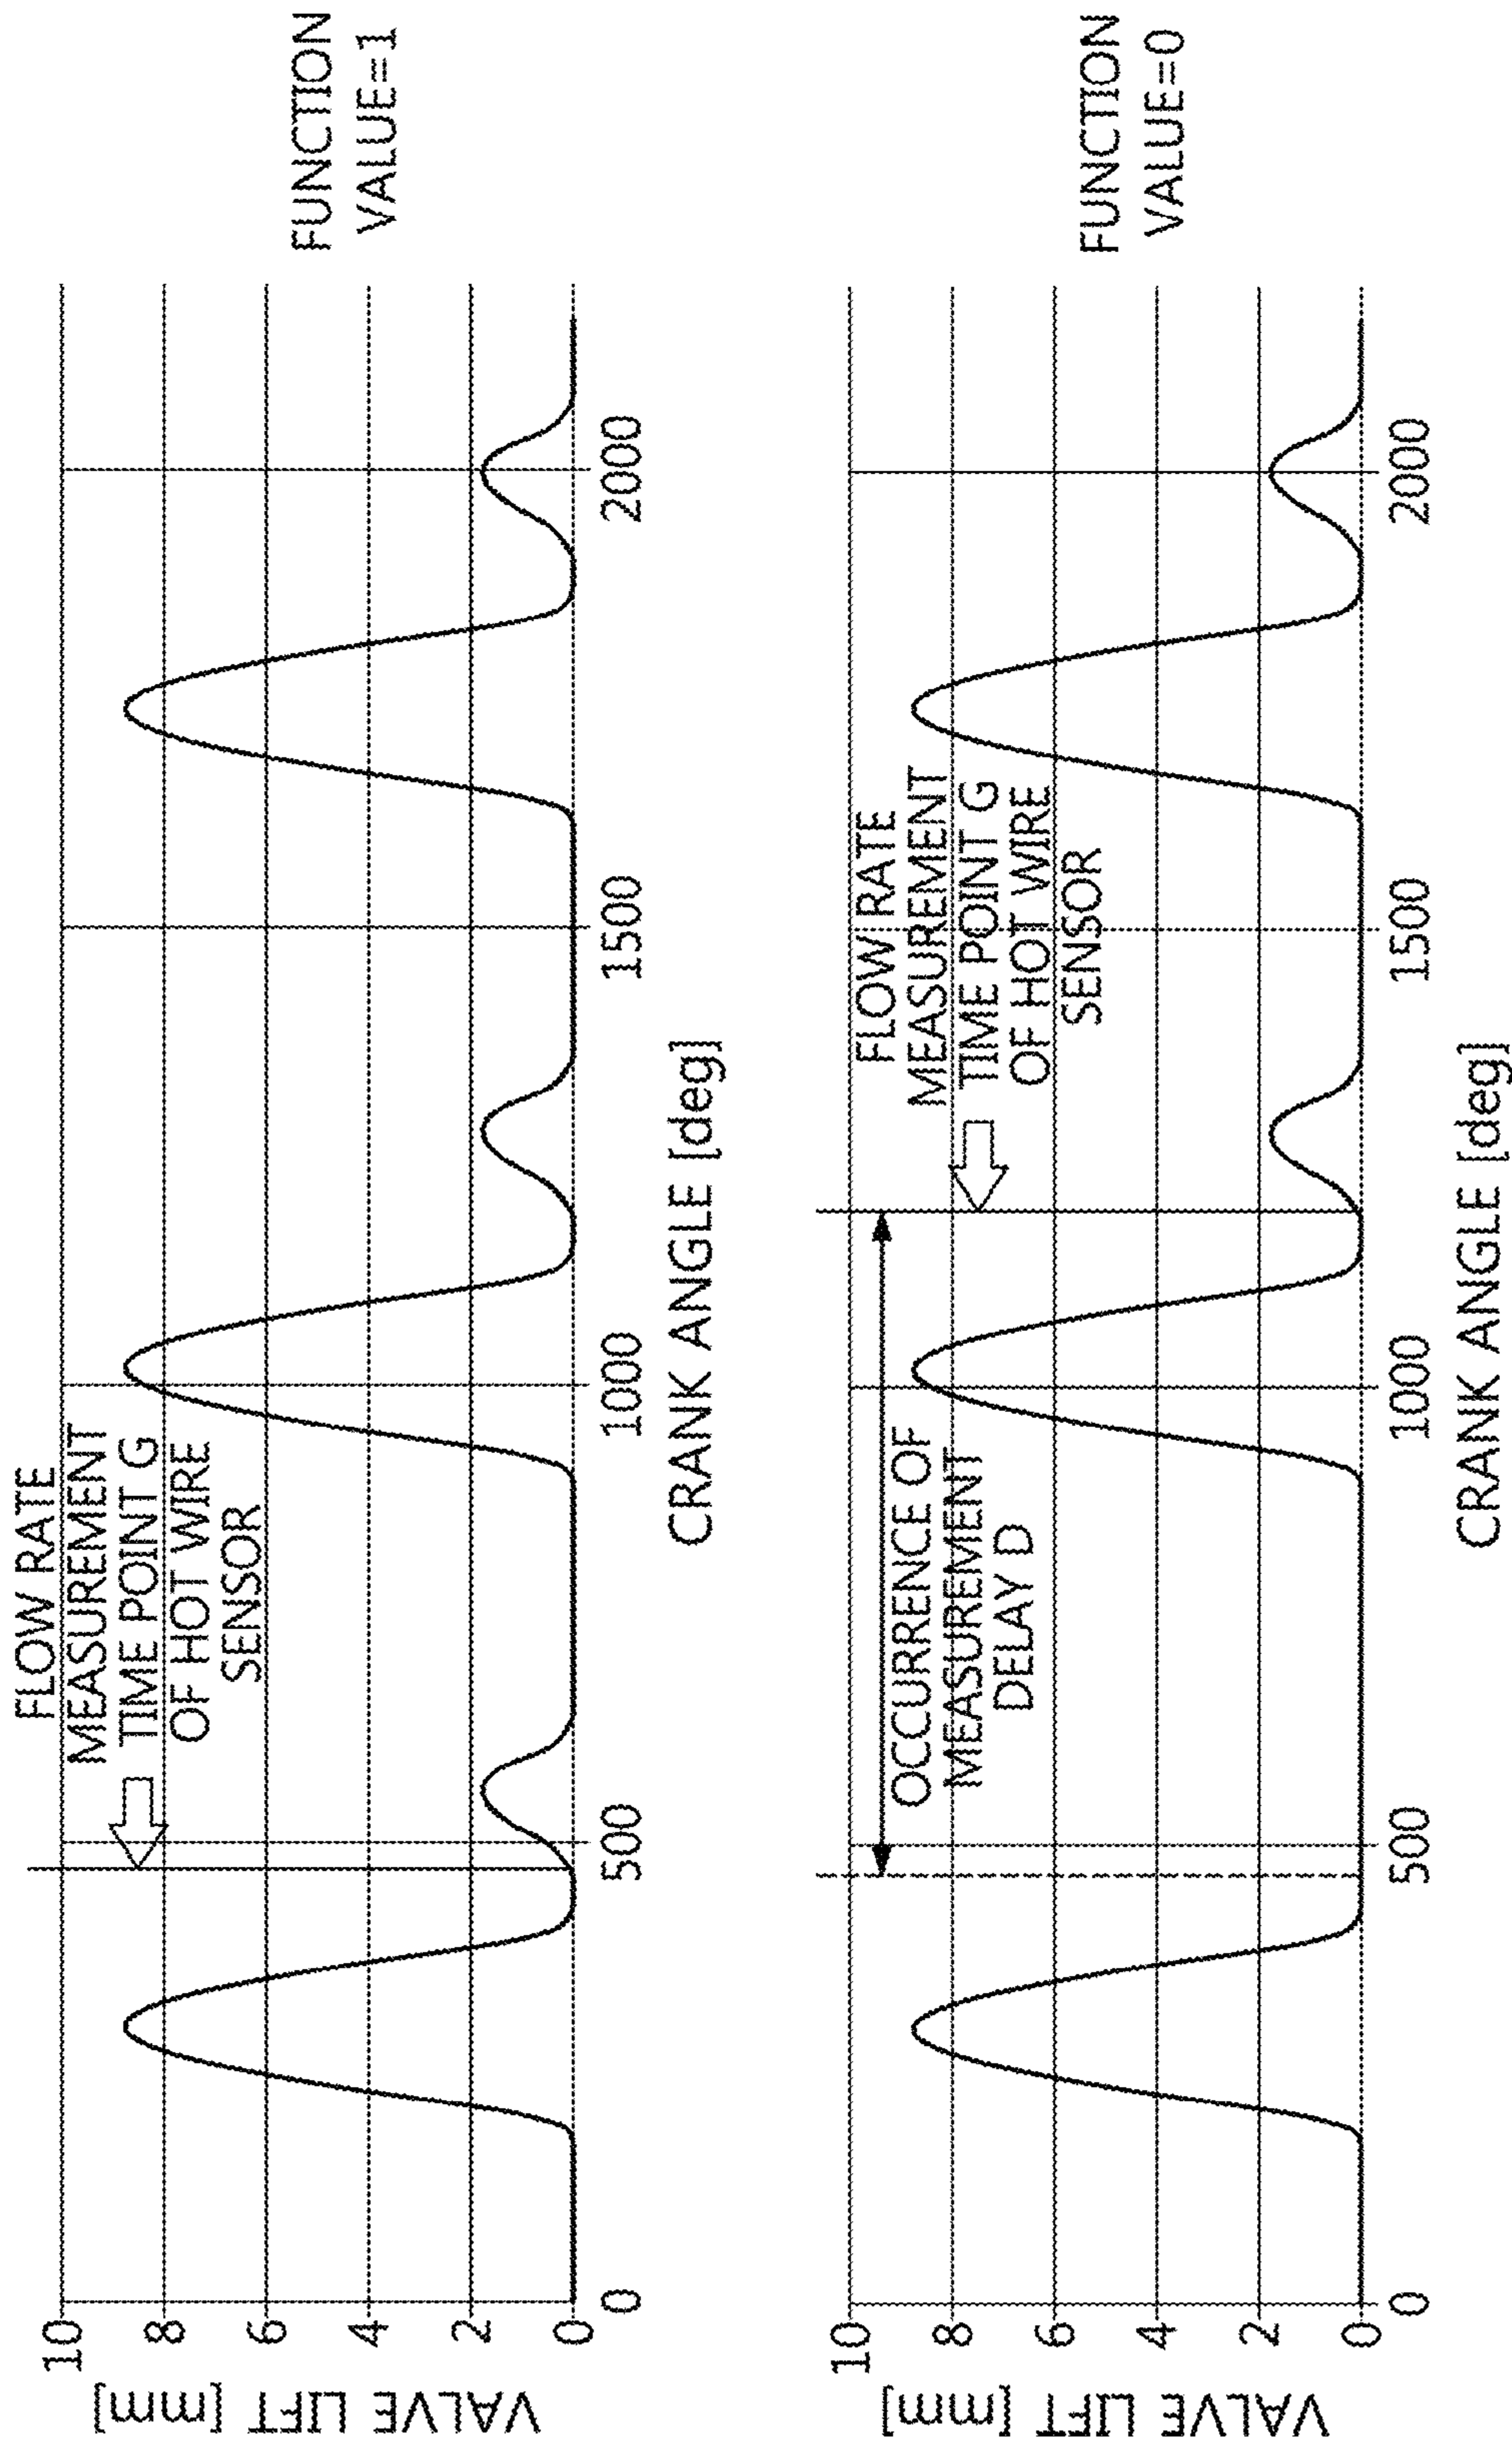 FLOW RATE
MEASUREMENT
TIME POINT G
OF HOT WIRE
SENSOR
VALVE LIFT [mm]
10
8
6
4
2
0
0
500
1000
1500
2000
CRANK ANGLE [deg]
FUNCTION
VALUE=1
OCCURRENCE OF
MEASUREMENT
DELAY D
FLOW RATE
MEASUREMENT
TIME POINT G
OF HOT WIRE
SENSOR
VALVE LIFT [mm]
10
8
6
4
2
0
0
500
1000
1500
2000
CRANK ANGLE [deg]
FUNCTION
VALUE=0